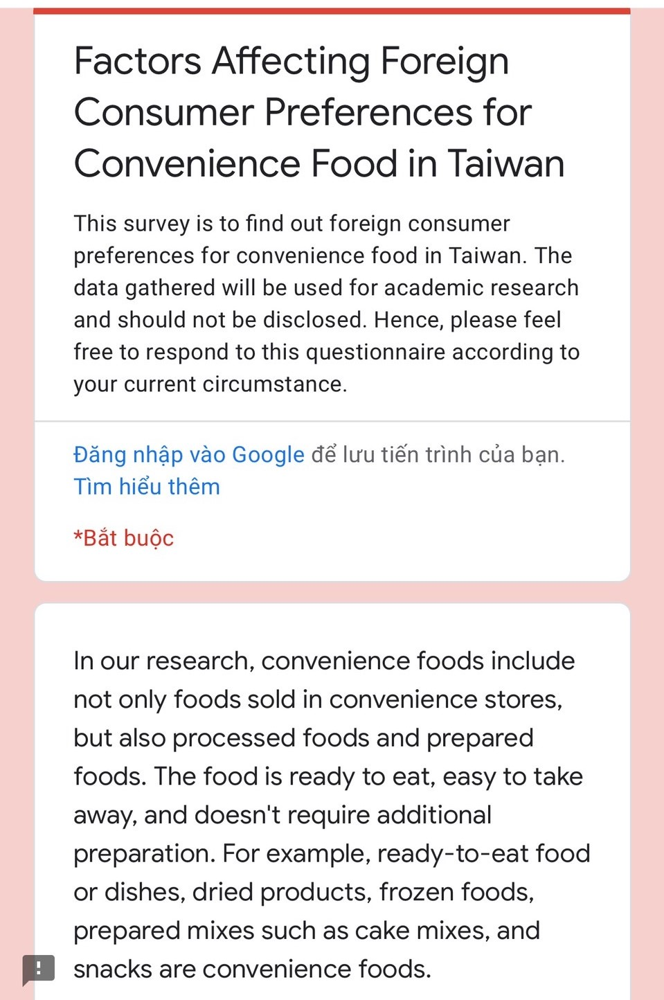 Factors Affecting Foreign
Consumer Preferences for
Convenience Food in Taiwan
This survey is to find out foreign consumer
preferences for convenience food in Taiwan. The
data gathered will be used for academic research
and should not be disclosed. Hence, please feel
free to respond to this questionnaire according to
your current circumstance.
Đăng nhập vào Google để lưu tiến trình của bạn.
Tìm hiểu thêm
*Bắt buộc
In our research, convenience foods include
not only foods sold in convenience stores,
but also processed foods and prepared
foods. The food is ready to eat, easy to take
away, and doesn't require additional
preparation. For example, ready-to-eat food
or dishes, dried products, frozen foods,
prepared mixes such as cake mixes, and
snacks are convenience foods.